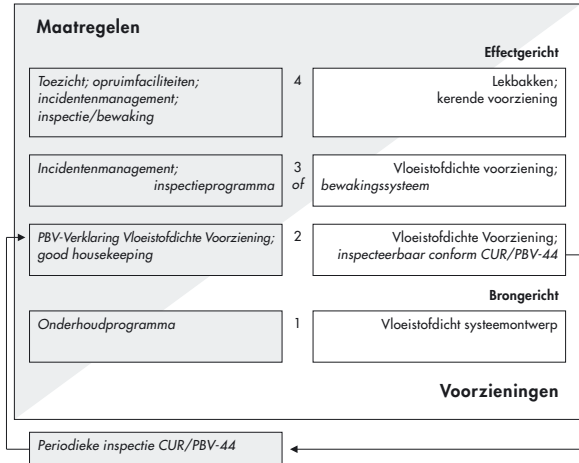 Maatregelen
Effectgericht
Toezicht; opruimfaciliteiten;
incidentenmanagement;
inspectie/bewaking
4
Lekbakken;
kerende voorziening
Incidentenmanagement;
inspectieprogramma
3
of
Vloeistofdichte voorziening;
bewakingssysteem
PBV-Verklaring Vloeistofdichte Voorziening;
good housekeeping
2
Vloeistofdichte Voorziening;
inspecteerbaar conform CUR/PBV-44
Brongericht
Onderhoudprogramma
1
Vloeistofdicht systeemontwerp
Voorzieningen
Periodieke inspectie CUR/PBV-44